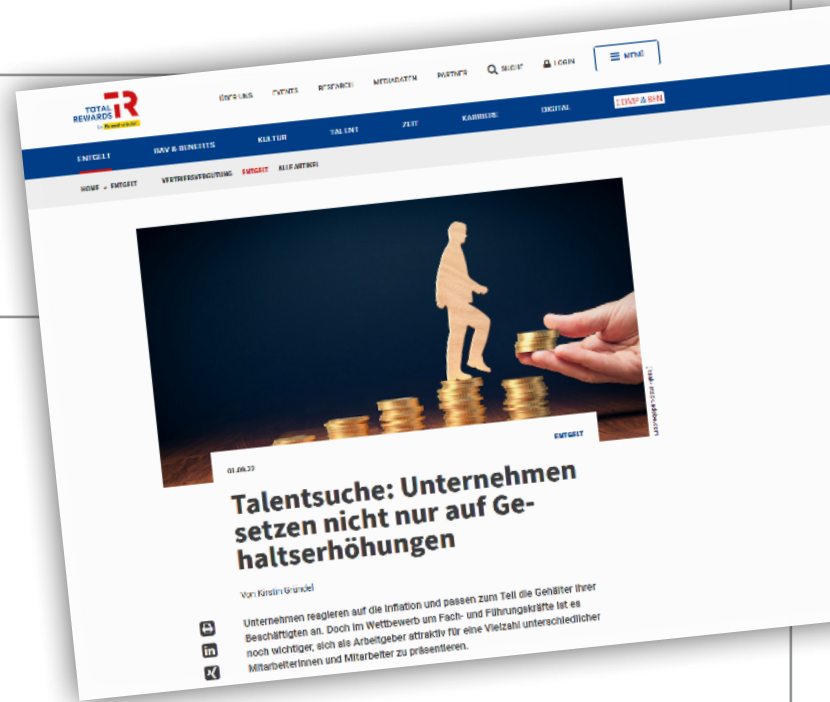 TOTAL
REWARDS
ÜBER UNS EVENTS RESEARCH MEDIADATEN PARTNER SUCHE LOGIN MENÜ
ENTGELT BAV & BENEFITS KULTUR TALENT ZEIT KARRIERE DIGITAL COMP & BEN
HOME ENTGELT VERTRIEBSVERGÜTUNG ENTGELT ALLE ARTIKEL
ENTGELT
Talentsuche: Unternehmen
setzen nicht nur auf Ge-
haltserhöhungen
Von Kirstin Gründel
Unternehmen reagieren auf die Inflation und passen zum Teil die Gehälter ihrer
Beschäftigten an. Doch im Wettbewerb um Fach- und Führungskräfte ist es
noch wichtiger, sich als Arbeitgeber attraktiv für eine Vielzahl unterschiedlicher
Mitarbeiterinnen und Mitarbeiter zu präsentieren.